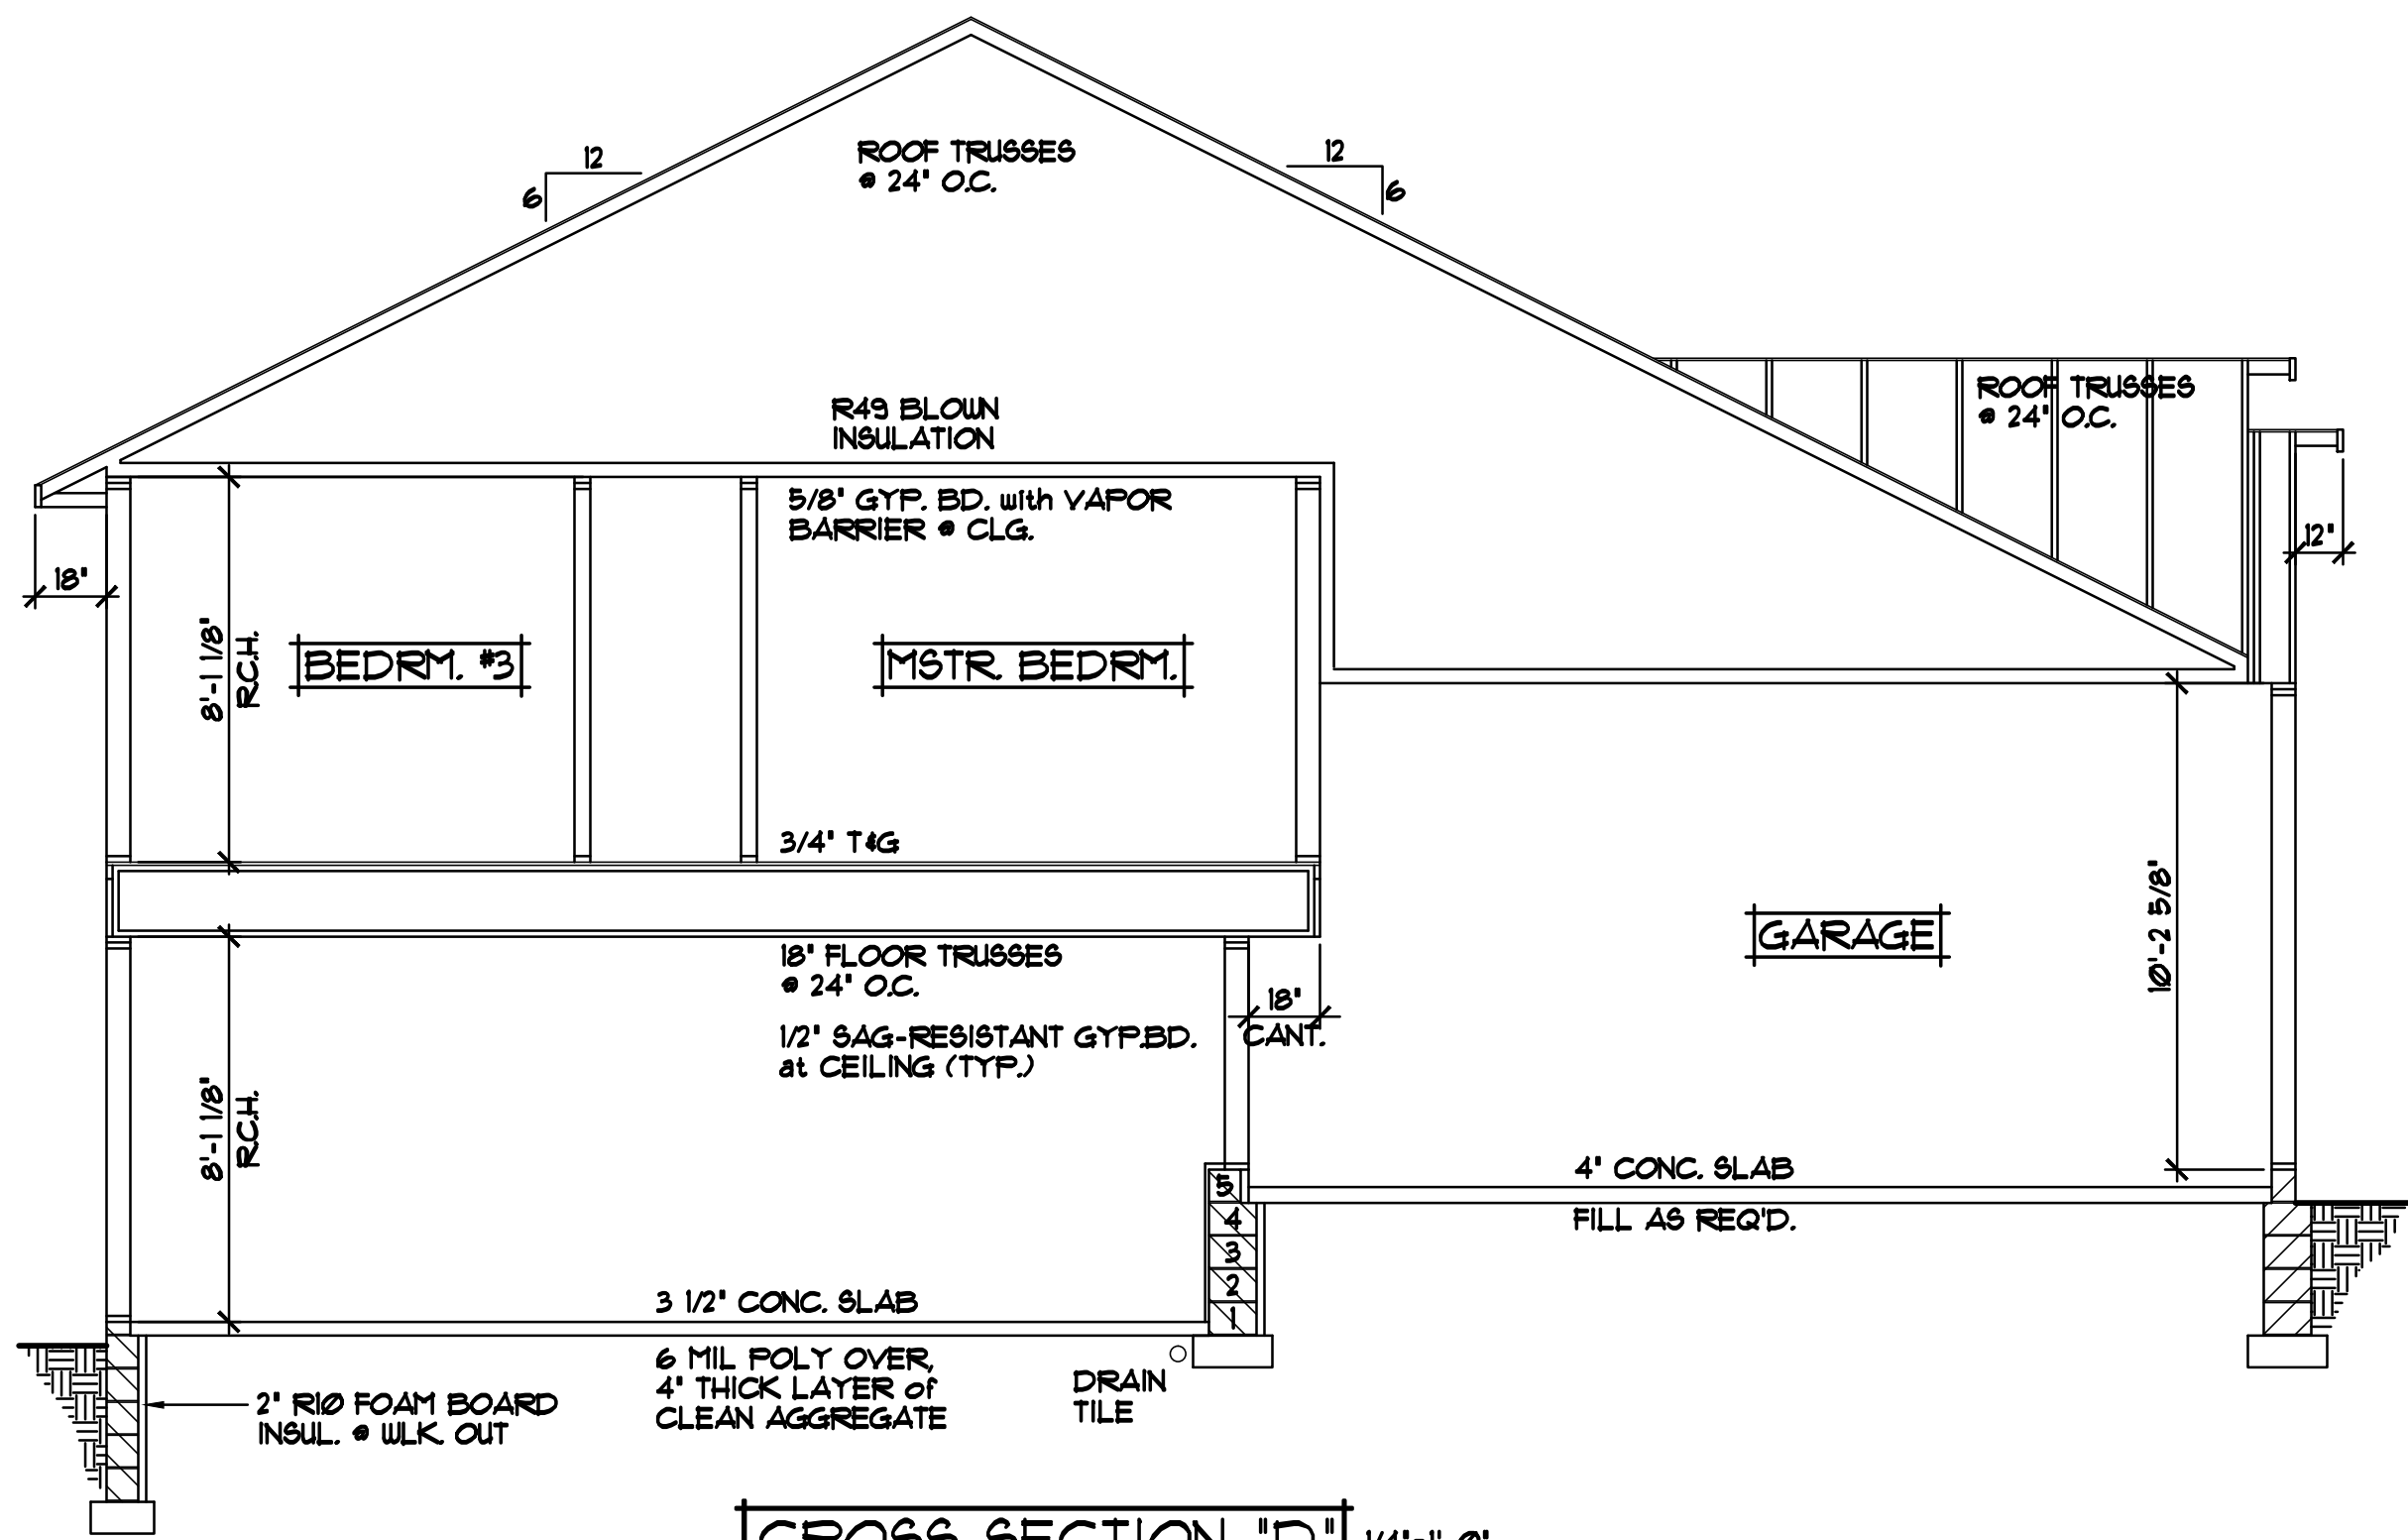 12
6
ROOF TRUSSES
@ 24" O.C.
12
6
ROOF TRUSSES
@ 24" O.C.
R49 BLOWN
INSULATION
5/8" GYP. BD. with VAPOR
BARRIER @ CLG.
12"
18"
8'-1 1/8"
R.C.H.
BEDRM. #3
MSTR. BEDRM.
3/4" T&G
GARAGE
10'-2 5/8"
18" FLOOR TRUSSES
@ 24" O.C.
18"
CANT.
1/2" SAG-RESISTANT GYP.BD.
at CEILING (TYP.)
8'-1 1/8"
R.C.H.
4" CONC. SLAB
FILL AS REQ'D.
5
4
3
2
1
3 1/2" CONC. SLAB
6 MIL POLY OVER,
4" THICK LAYER of
CLEAN AGGREGATE
DRAIN
TILE
2" R10 FOAM BOARD
INSUL. @ WLK. OUT
CROSS SECTION "D"